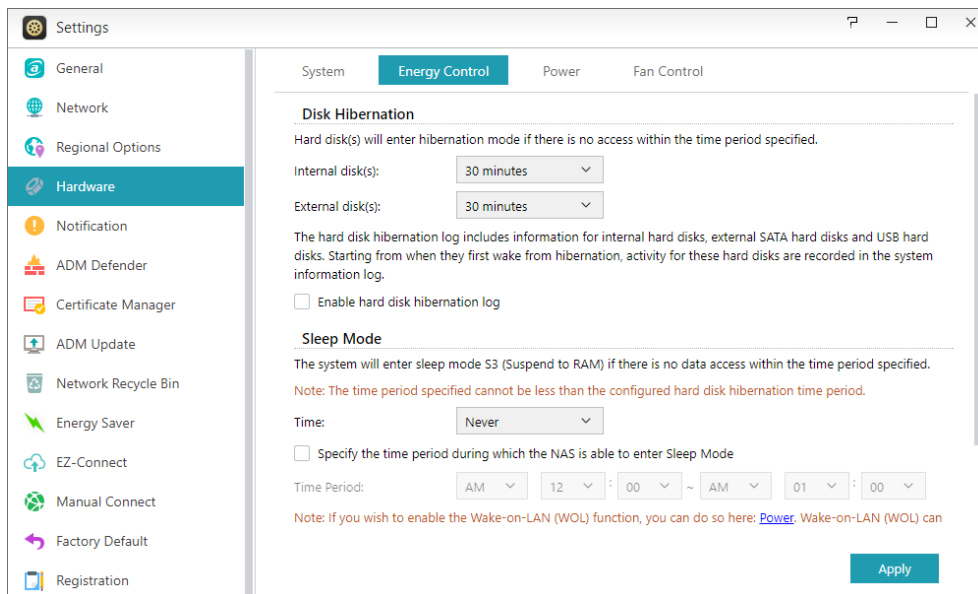 Settings
General
Network
Regional Options
Hardware
Notification
ADM Defender
Certificate Manager
ADM Update
Network Recycle Bin
Energy Saver
EZ-Connect
Manual Connect
Factory Default
Registration
System Energy Control Power Fan Control
Disk Hibernation
Hard disk(s) will enter hibernation mode if there is no access within the time period specified.
Internal disk(s): 30 minutes
External disk(s): 30 minutes
The hard disk hibernation log includes information for internal hard disks, external SATA hard disks and USB hard
disks. Starting from when they first wake from hibernation, activity for these hard disks are recorded in the system
information log.
Enable hard disk hibernation log
Sleep Mode
The system will enter sleep mode S3 (Suspend to RAM) if there is no data access within the time period specified.
Note: The time period specified cannot be less than the configured hard disk hibernation time period.
Time: Never
Specify the time period during which the NAS is able to enter Sleep Mode
Time Period: AM 12 : 00 ~ AM 01 : 00
Note: If you wish to enable the Wake-on-LAN (WOL) function, you can do so here: Power. Wake-on-LAN (WOL) can
Apply